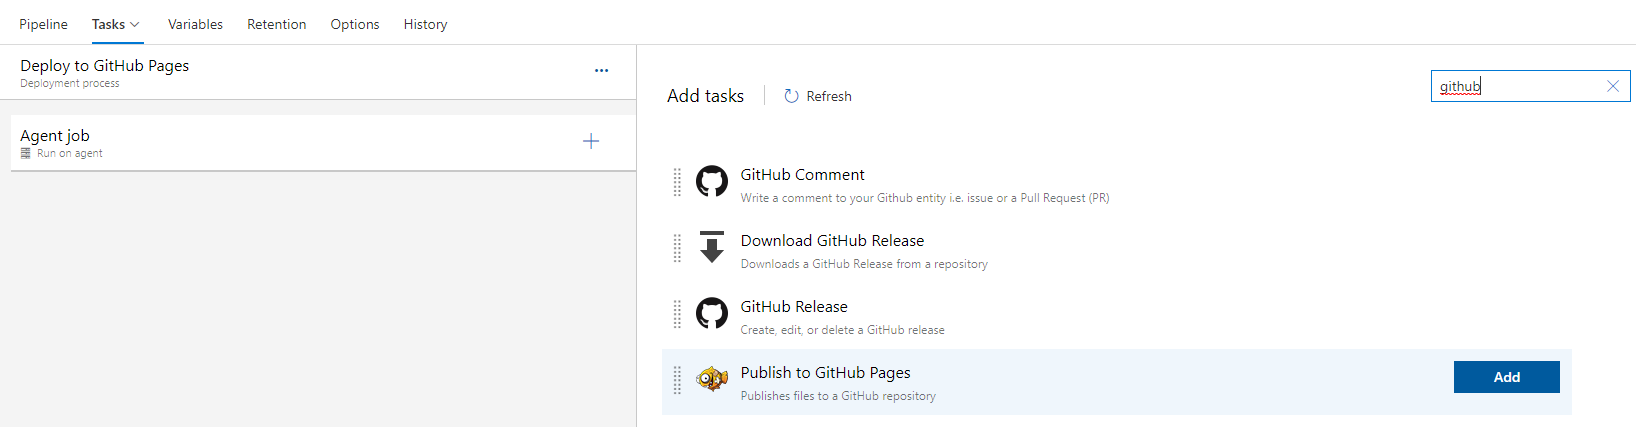 Pipeline Tasks Variables Retention Options History
Deploy to GitHub Pages
Deployment process
...
Agent job
Run on agent
Add tasks Refresh
github
GitHub Comment
Write a comment to your Github entity i.e. issue or a Pull Request (PR)
Download GitHub Release
Downloads a GitHub Release from a repository
GitHub Release
Create, edit, or delete a GitHub release
Publish to GitHub Pages
Publishes files to a GitHub repository
Add